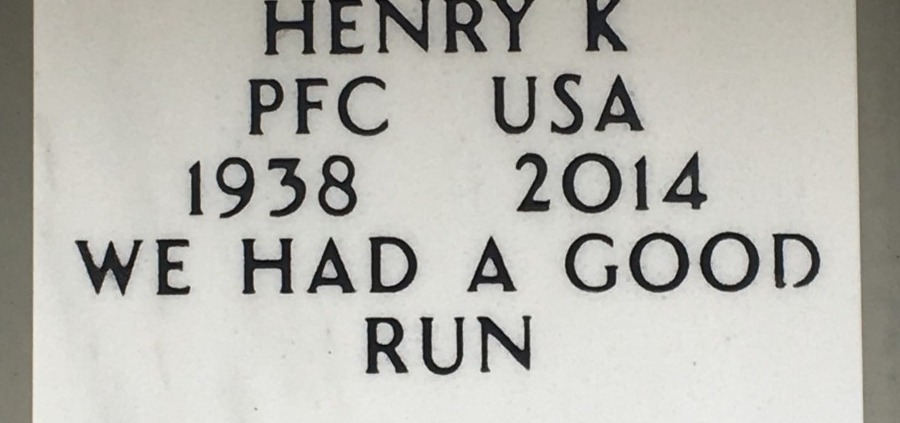 HENRY K
PFC USA
1938 2014
WE HAD A GOOD
RUN